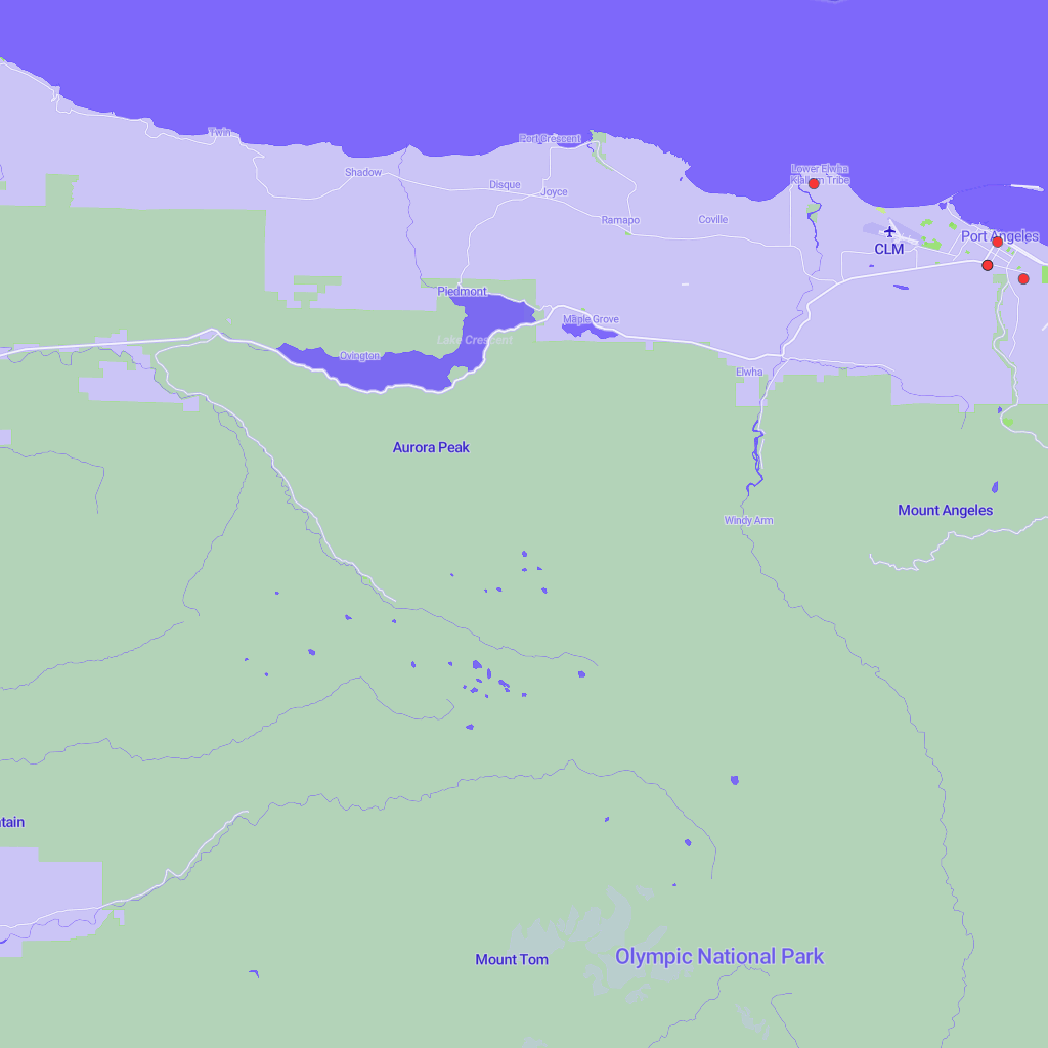 Twin
Port Crescent
Shadow
Disque
Joyce
Lower Elwha
Klallam Tribe
Ramapo
Coville
Port Angeles
CLM
Piedmont
Maple Grove
Lake Crescent
Ovington
Elwha
Aurora Peak
Mount Angeles
Windy Arm
tain
Mount Tom
Olympic National Park